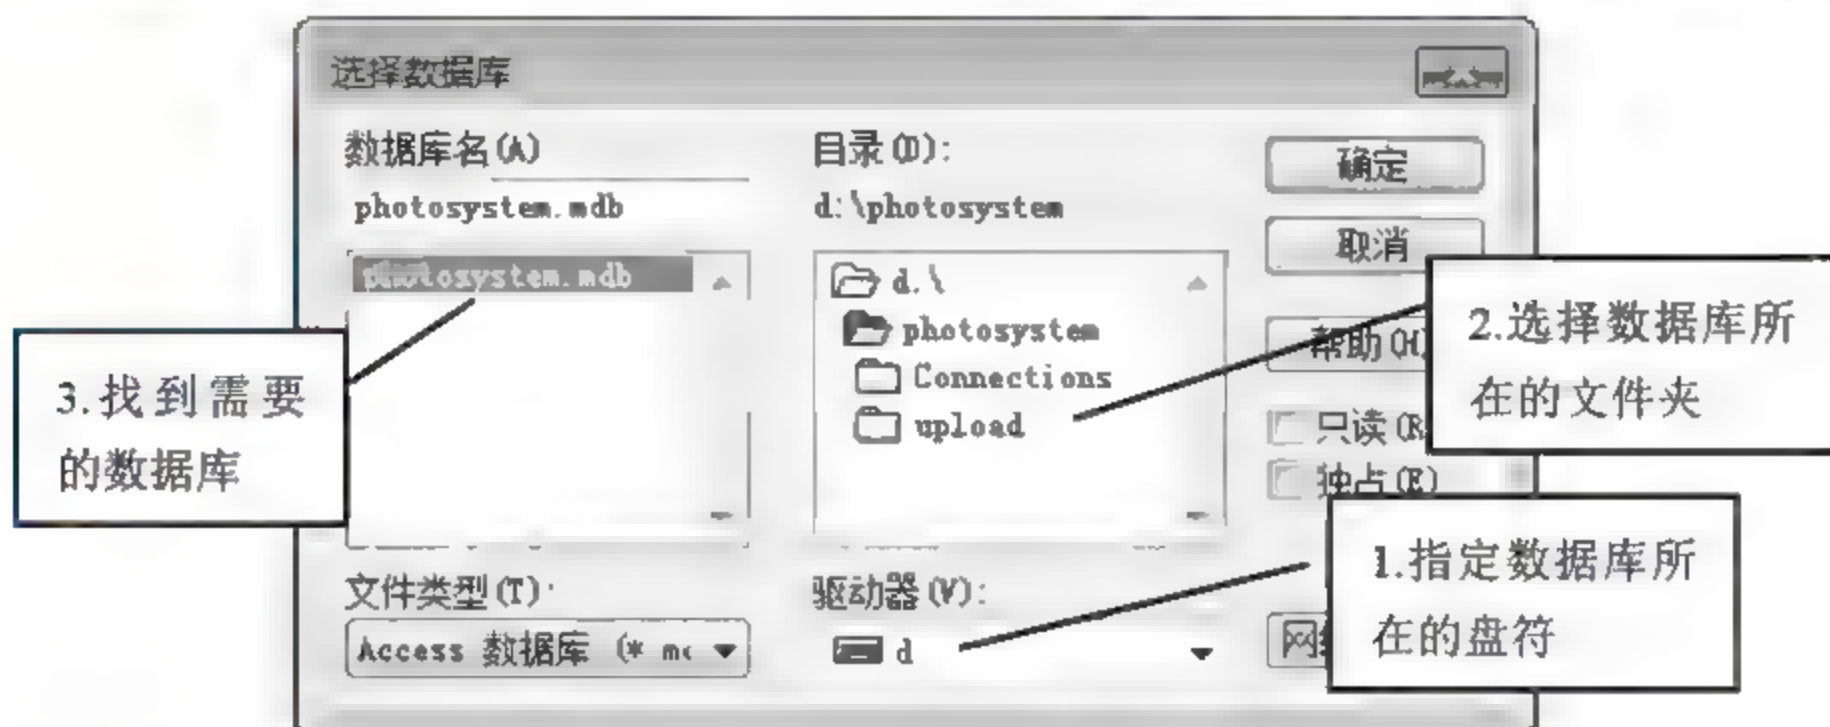 选择数据库
数据库名(A)
photosystem.mdb
photosystem.mdb
目录(D):
d:\photosystem
d:\
photosystem
Connections
upload
确定
取消
帮助(H)
只读(R
独占(E)
文件类型(T):
Access 数据库 (*.m
驱动器(V):
d
网
3.找到需要
的数据库
2.选择数据库所
在的文件夹
1.指定数据库所
在的盘符